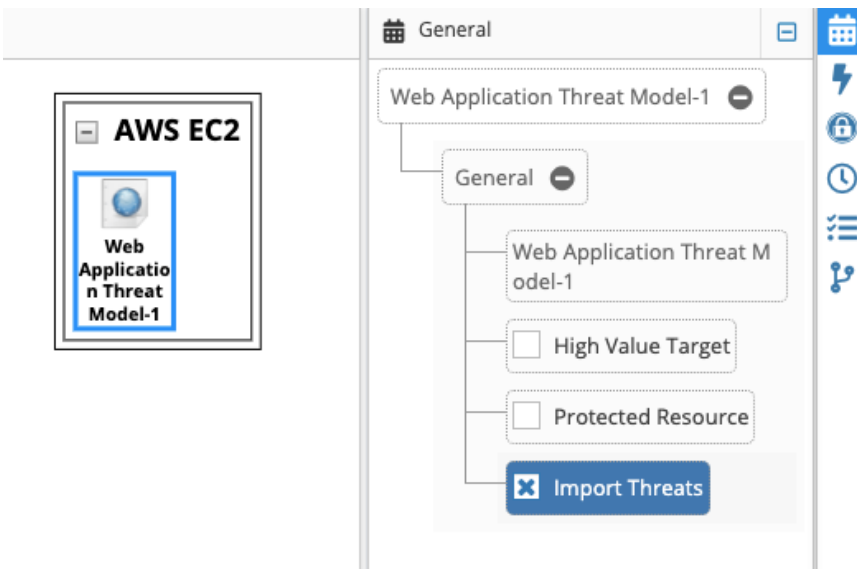 General
Web Application Threat Model-1
AWS EC2
Web
Applicatio
n Threat
Model-1
General
Web Application Threat M
odel-1
High Value Target
Protected Resource
Import Threats